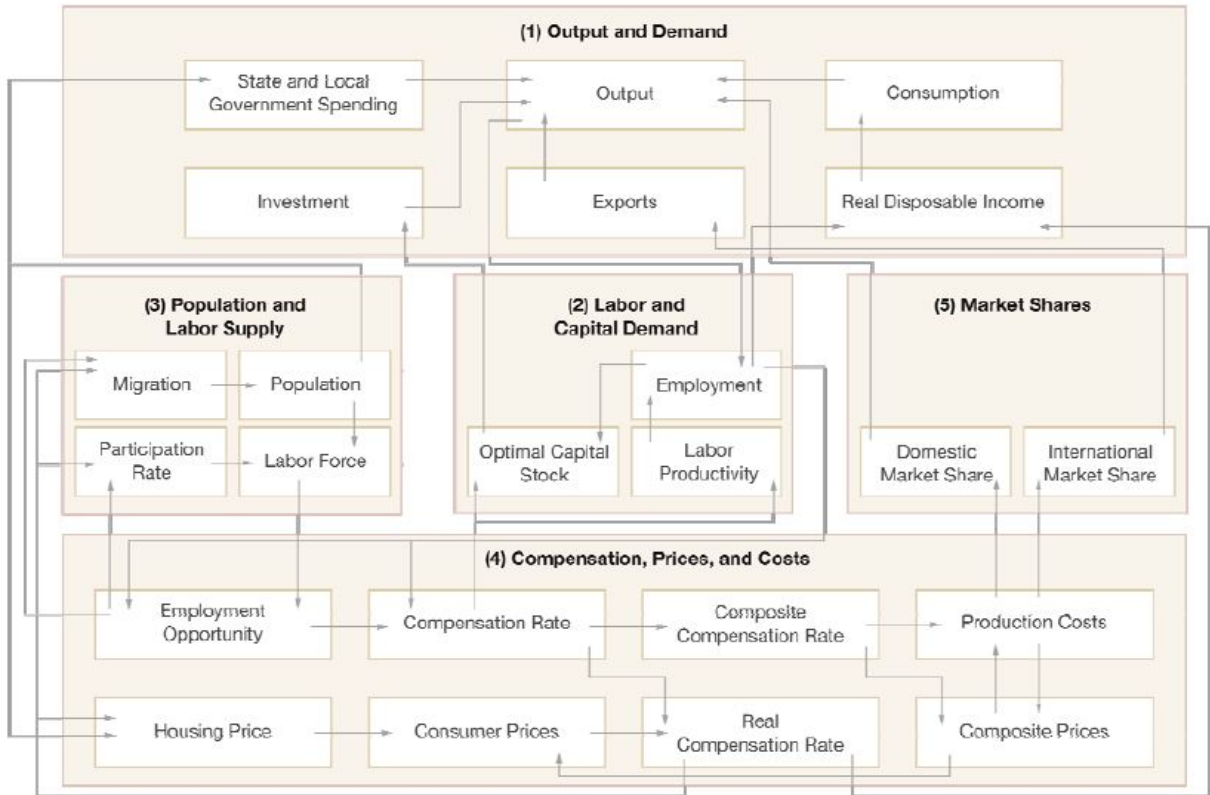 (1) Output and Demand
State and Local
Government Spending
Output
Consumption
Investment
Exports
Real Disposable Income
(3) Population and
Labor Supply
Migration
Population
Participation
Rate
Labor Force
(2) Labor and
Capital Demand
Employment
Optimal Capital
Stock
Labor
Productivity
(5) Market Shares
Domestic
Market Share
International
Market Share
(4) Compensation, Prices, and Costs
Employment
Opportunity
Compensation Rate
Composite
Compensation Rate
Production Costs
Housing Price
Consumer Prices
Real
Compensation Rate
Composite Prices